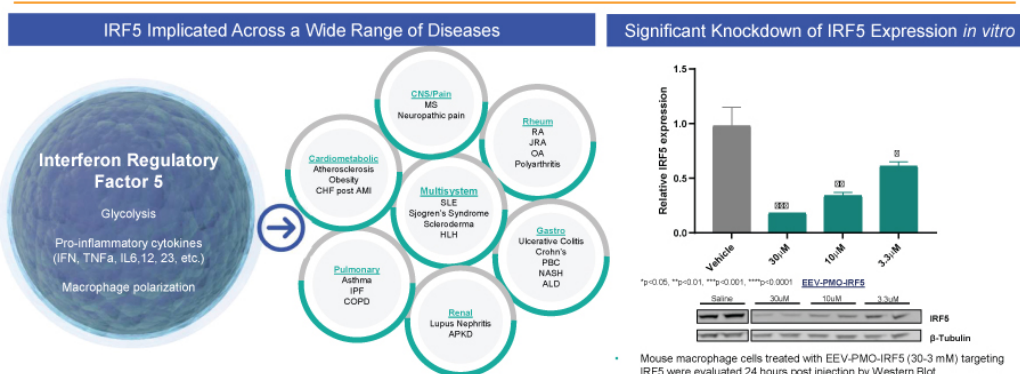 IRF5 Implicated Across a Wide Range of Diseases
Interferon Regulatory
Factor 5
Glycolysis
Pro-inflammatory cytokines
(IFN, TNFa, IL6,12, 23, etc.)
Macrophage polarization
CNS/Pain
MS
Neuropathic pain
Rheum
RA
JRA
OA
Polyarthritis
Cardiometabolic
Atherosclerosis
Obesity
CHF post AMI
Multisystem
SLE
Sjogren's Syndrome
Scleroderma
HLH
Gastro
Ulcerative Colitis
Crohn's
PBC
NASH
ALD
Pulmonary
Asthma
IPF
COPD
Renal
Lupus Nephritis
APKD
Significant Knockdown of IRF5 Expression in vitro
Relative IRF5 expression
1.5
1.0
0.5
0.0
Vehicle
30µM
10µM
3.3µM
*p<0.05, **p<0.01, ***p<0.001, ****p<0.0001 EEV-PMO-IRF5
Saline 30uM 10uM 3.3uM
IRF5
β-Tubulin
• Mouse macrophage cells treated with EEV-PMO-IRF5 (30-3 mM) targeting
IRF5 were evaluated 24 hours post injection by Western Blot